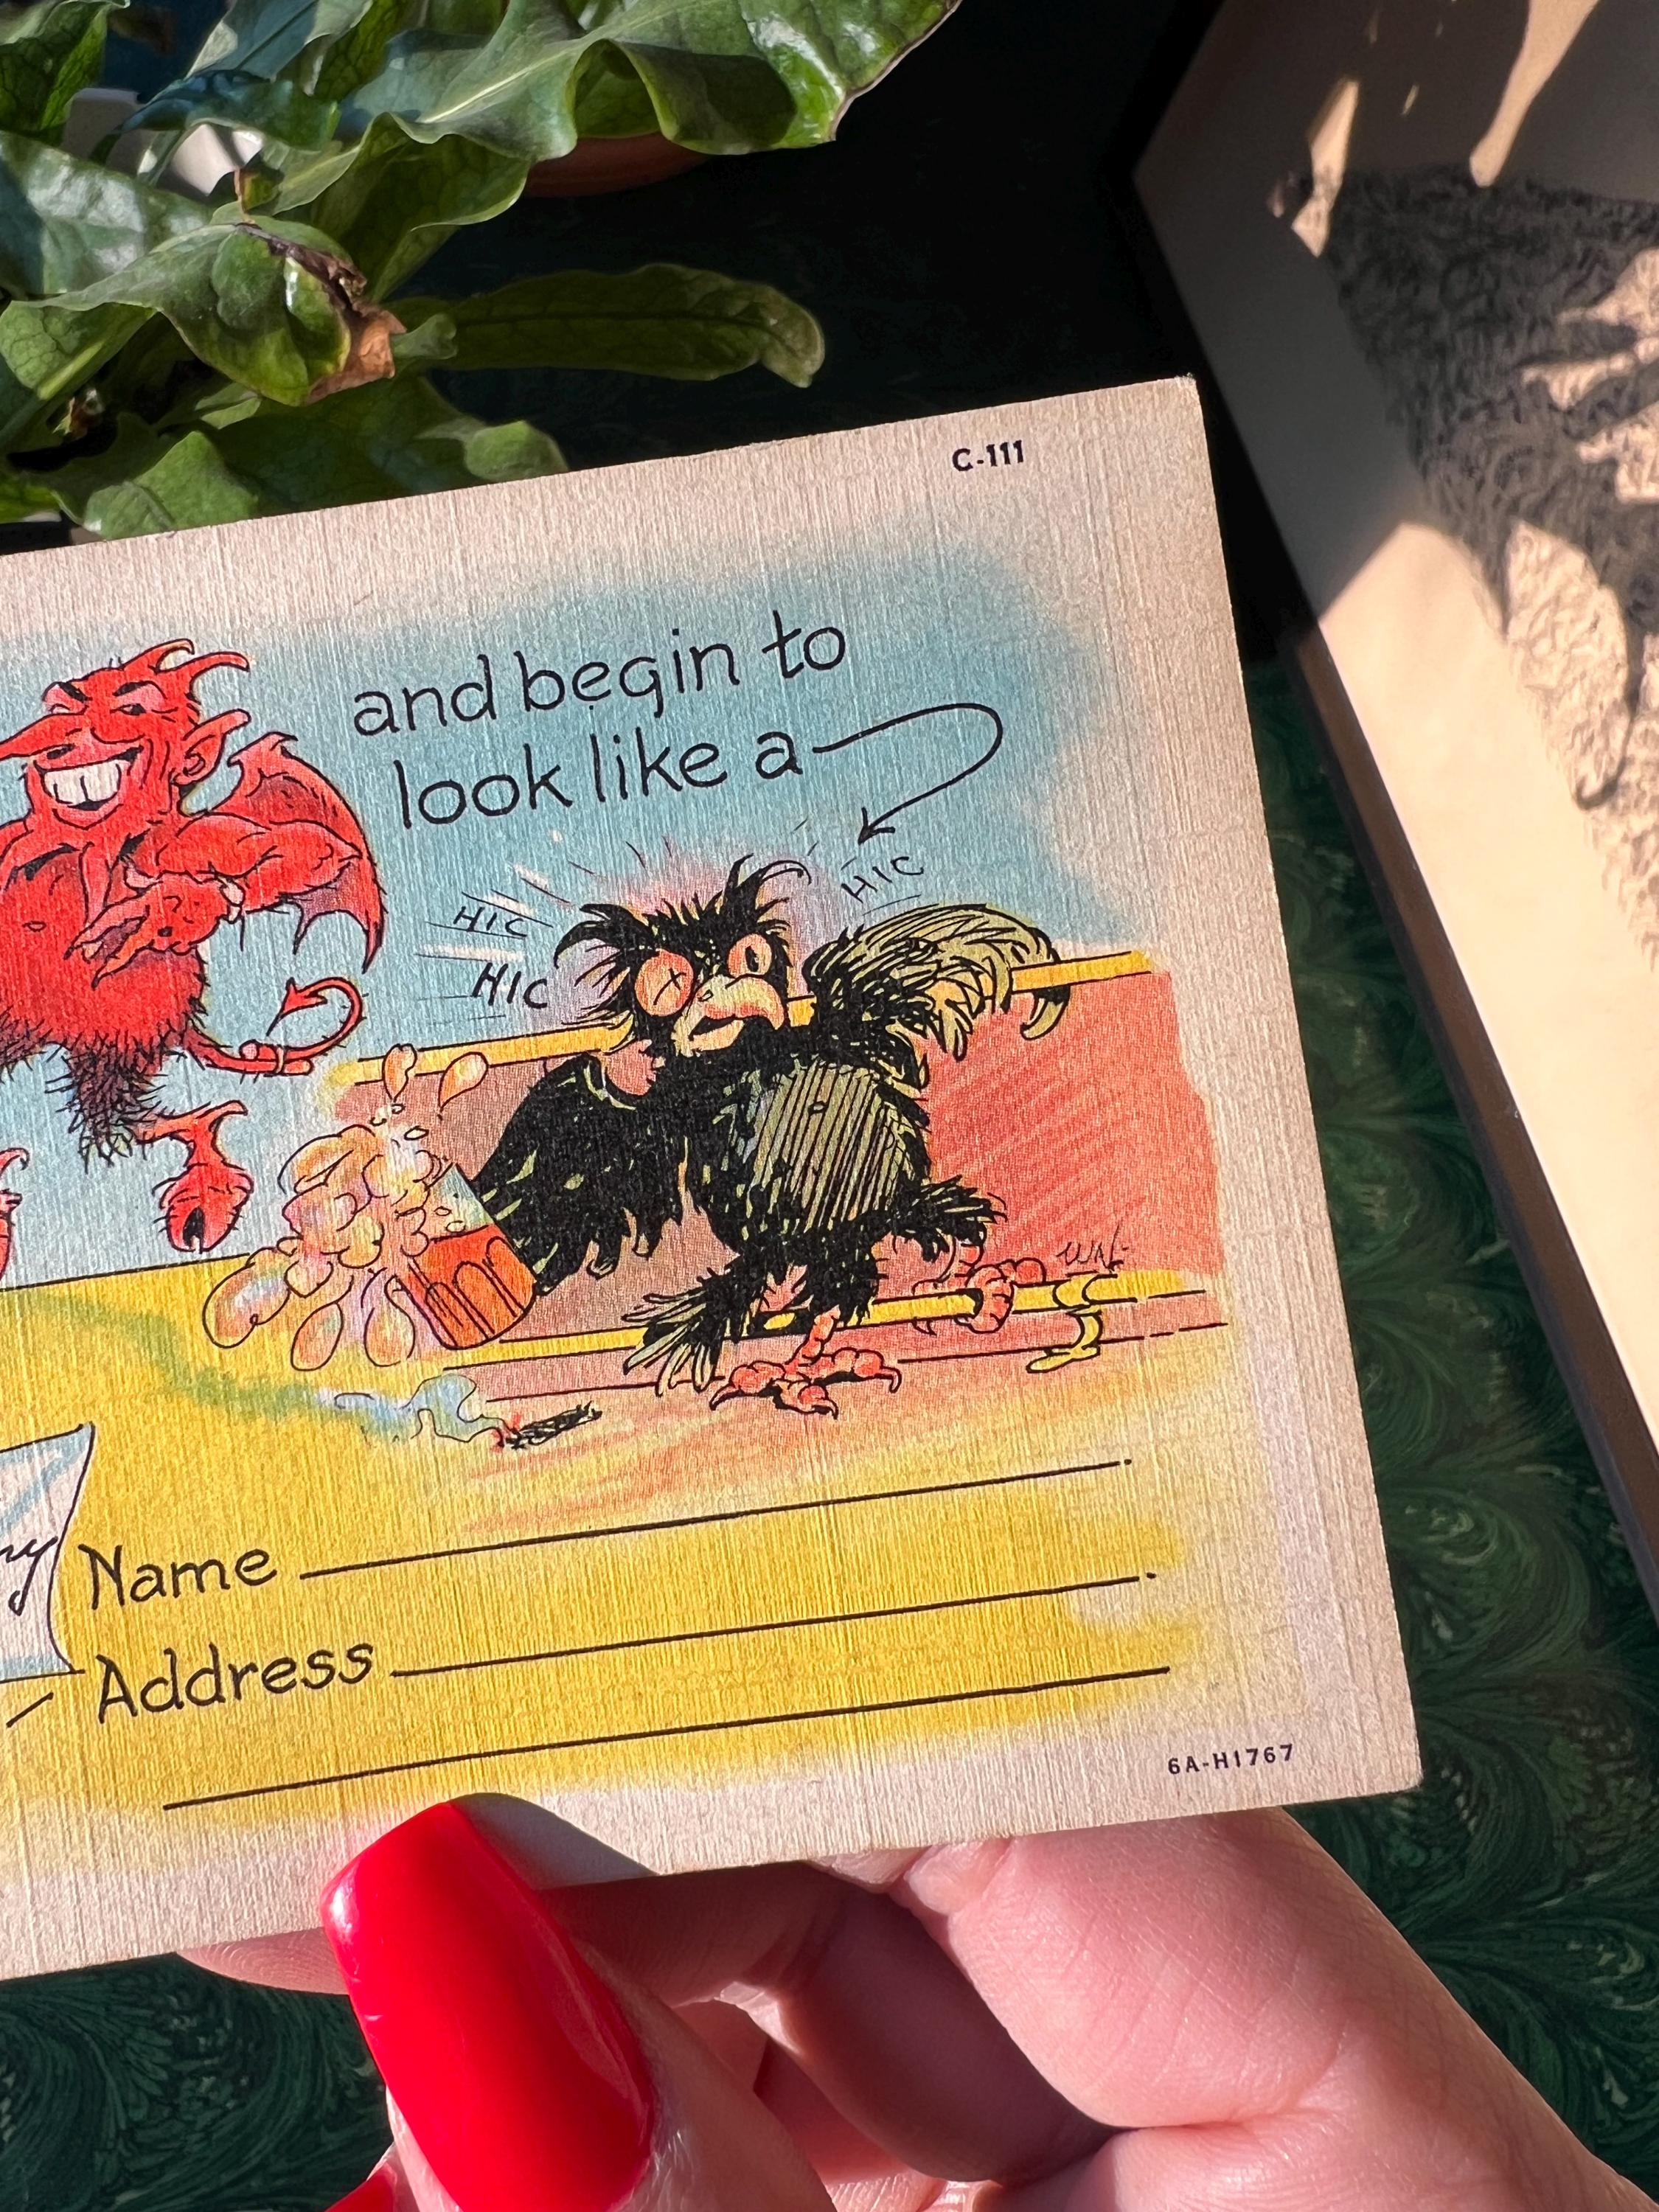 C-111
and begin to
look like a
HIC
HIC
HIC
Name
Address
6A-H1767